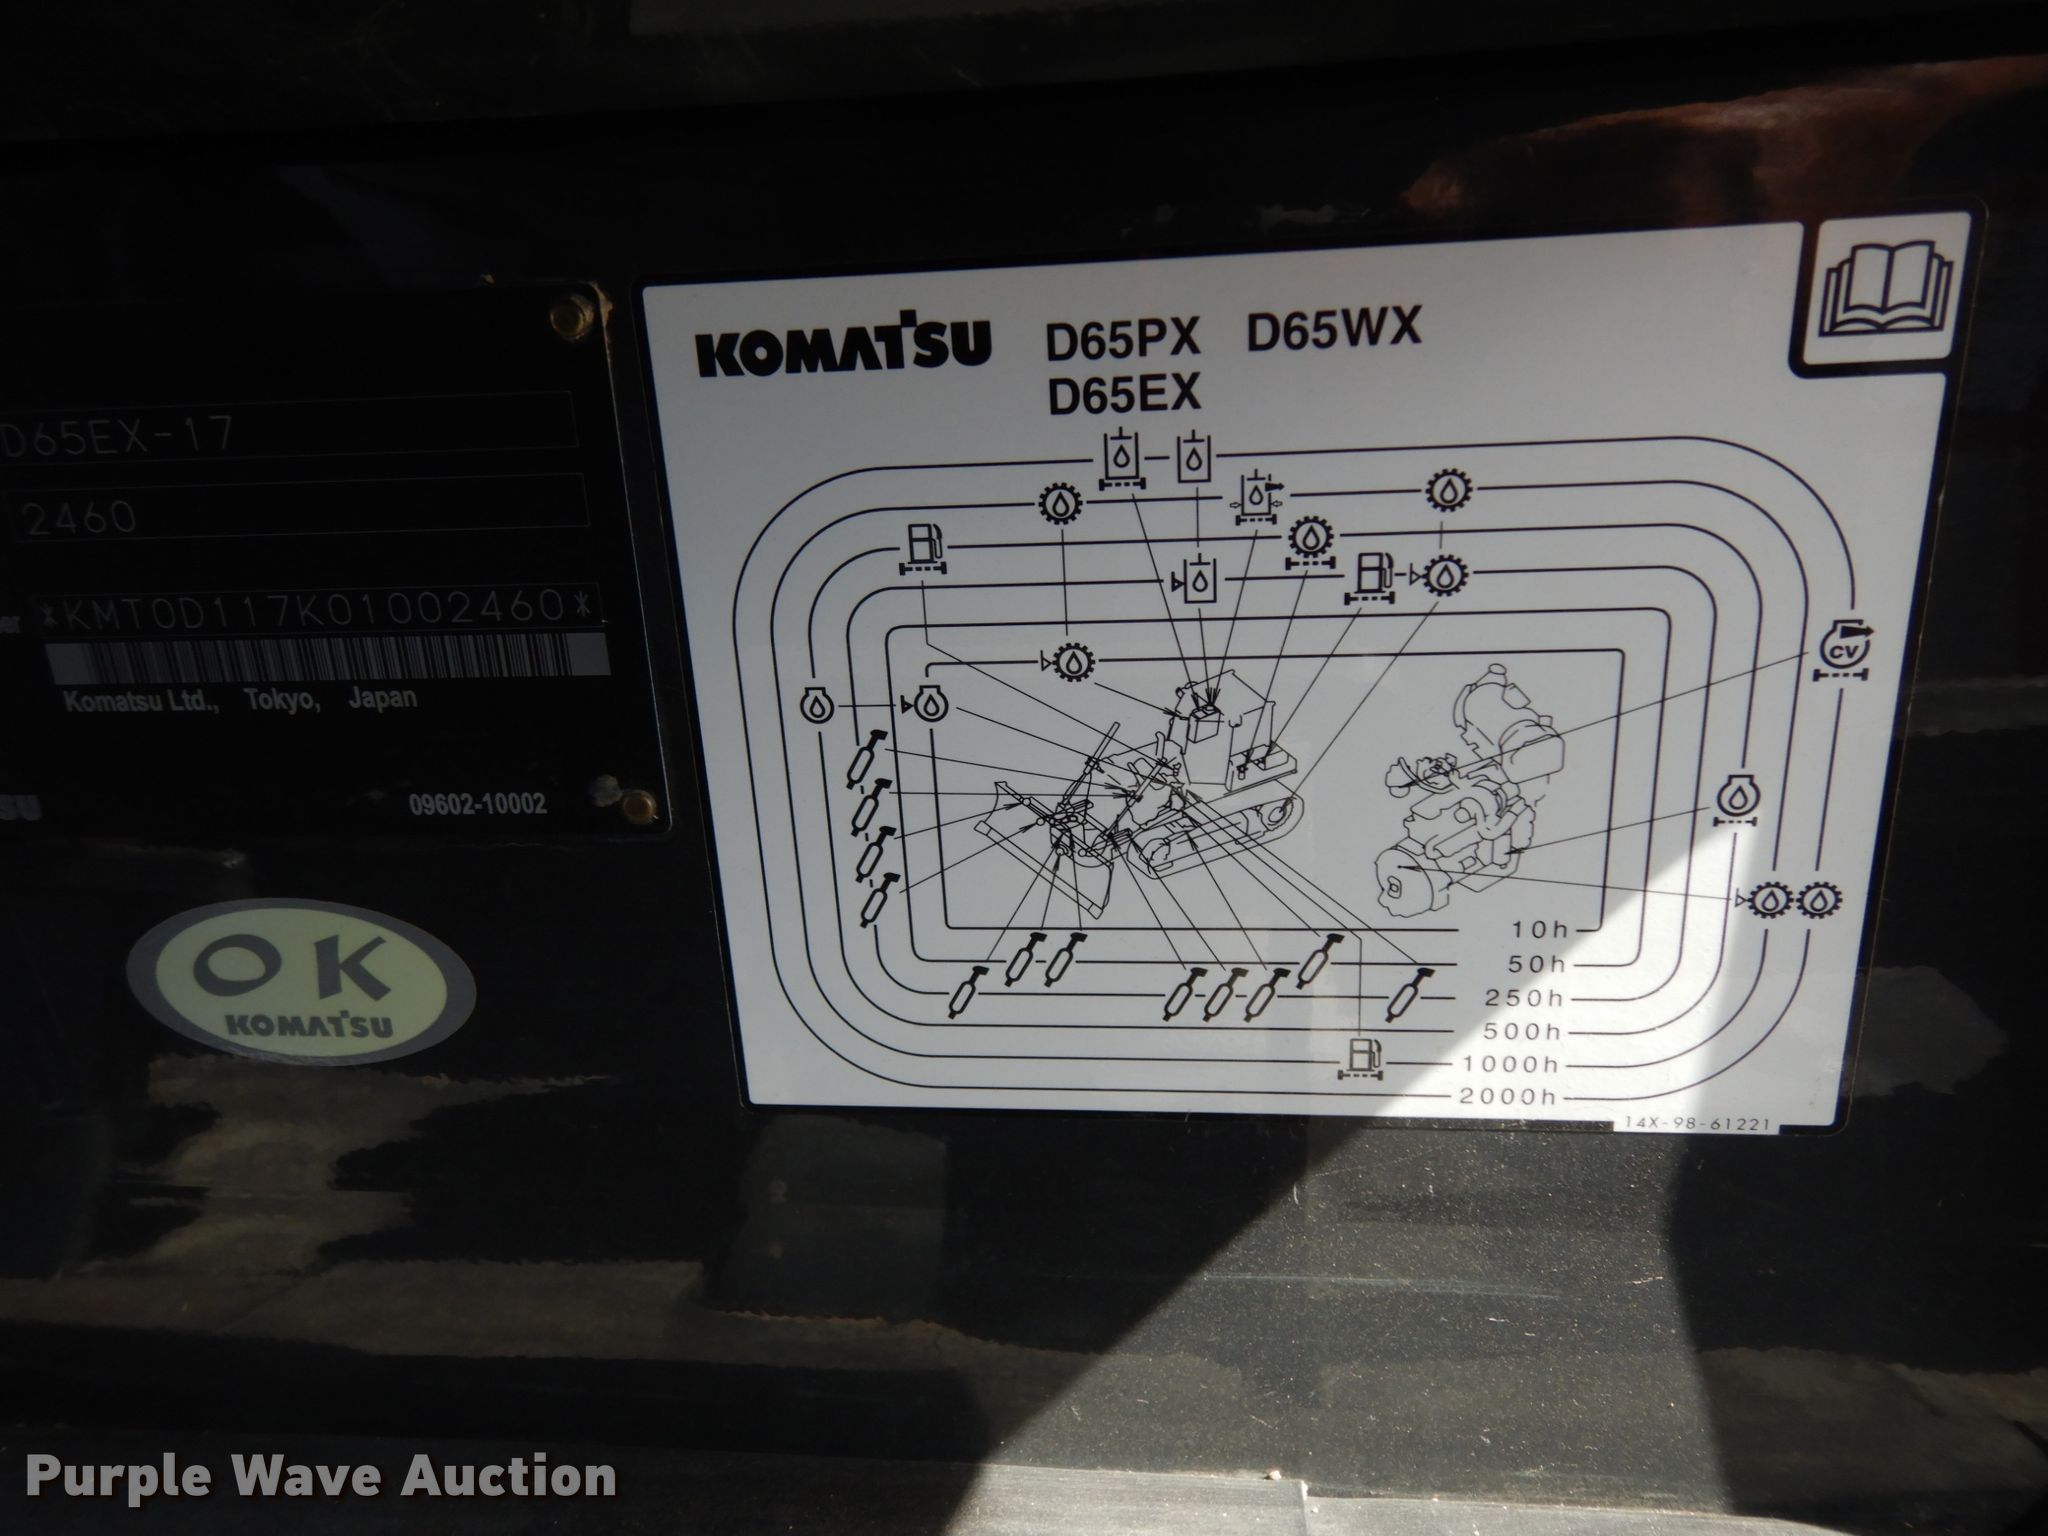 D65EX-17
2460
*KMT0D117K01002460*
Komatsu Ltd., Tokyo, Japan
09602-10002
OK
KOMATSU
KOMATSU D65PX D65WX
D65EX
CV
10h
50h
250h
500h
1000h
2000h
14X-98-61221
Purple Wave Auction